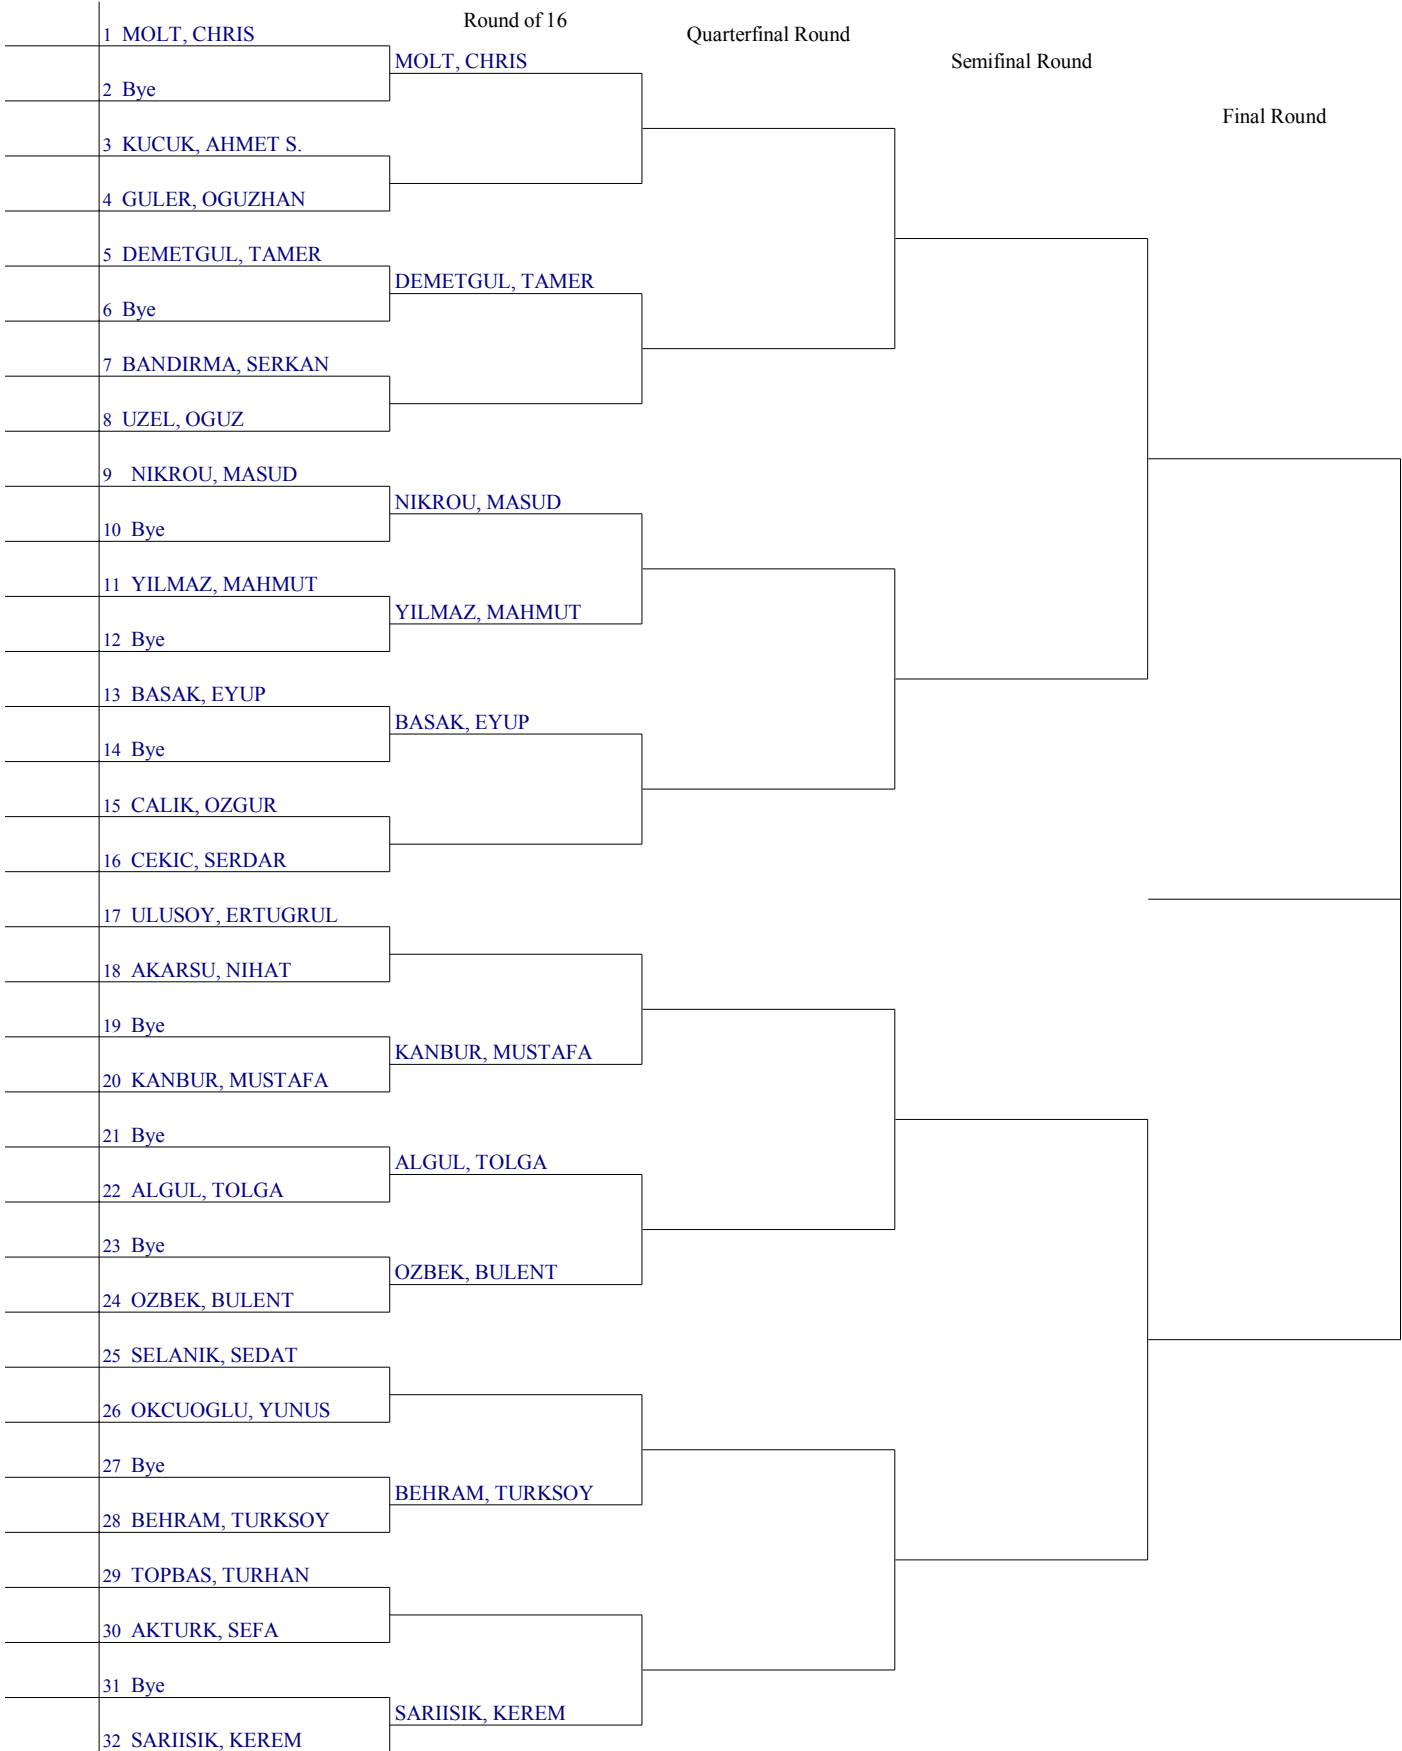 Round of 16
Quarterfinal Round
Semifinal Round
Final Round
1 MOLT, CHRIS
MOLT, CHRIS
2 Bye
3 KUCUK, AHMET S.
4 GULER, OGUZHAN
5 DEMETGUL, TAMER
DEMETGUL, TAMER
6 Bye
7 BANDIRMA, SERKAN
8 UZEL, OGUZ
9 NIKROU, MASUD
NIKROU, MASUD
10 Bye
11 YILMAZ, MAHMUT
YILMAZ, MAHMUT
12 Bye
13 BASAK, EYUP
BASAK, EYUP
14 Bye
15 CALIK, OZGUR
16 CEKIC, SERDAR
17 ULUSOY, ERTUGRUL
18 AKARSU, NIHAT
19 Bye
KANBUR, MUSTAFA
20 KANBUR, MUSTAFA
21 Bye
ALGUL, TOLGA
22 ALGUL, TOLGA
23 Bye
OZBEK, BULENT
24 OZBEK, BULENT
25 SELANIK, SEDAT
26 OKCUOGLU, YUNUS
27 Bye
BEHRAM, TURKSOY
28 BEHRAM, TURKSOY
29 TOPBAS, TURHAN
30 AKTURK, SEFA
31 Bye
SARIISIK, KEREM
32 SARIISIK, KEREM